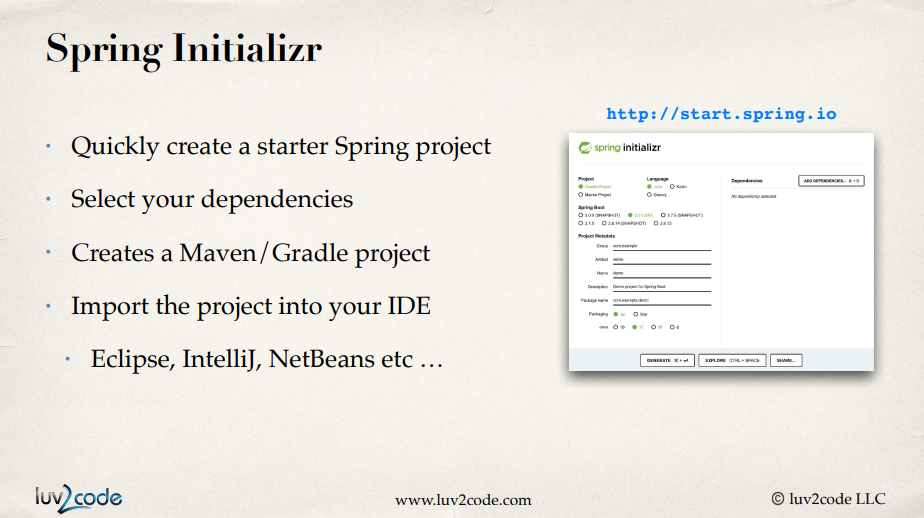 Spring Initializr
• Quickly create a starter Spring project
• Select your dependencies
• Creates a Maven/Gradle project
• Import the project into your IDE
• Eclipse, IntelliJ, NetBeans etc …
http://start.spring.io
spring initializr
Project
Gradle Project
Maven Project
Language
Java Kotlin
Groovy
Spring Boot
3.0.0 (SNAPSHOT) 3.0.0 (M5) 2.7.6 (SNAPSHOT)
2.7.5 2.6.14 (SNAPSHOT) 2.6.13
Project Metadata
Group com.example
Artifact demo
Name demo
Description Demo project for Spring Boot
Package name com.example.demo
Packaging Jar War
Java 19 17 11 8
Dependencies ADD DEPENDENCIES... ⌘ + B
No dependency selected
GENERATE ⌘ + ↵ EXPLORE CTRL + SPACE SHARE...
luv2code
www.luv2code.com
© luv2code LLC